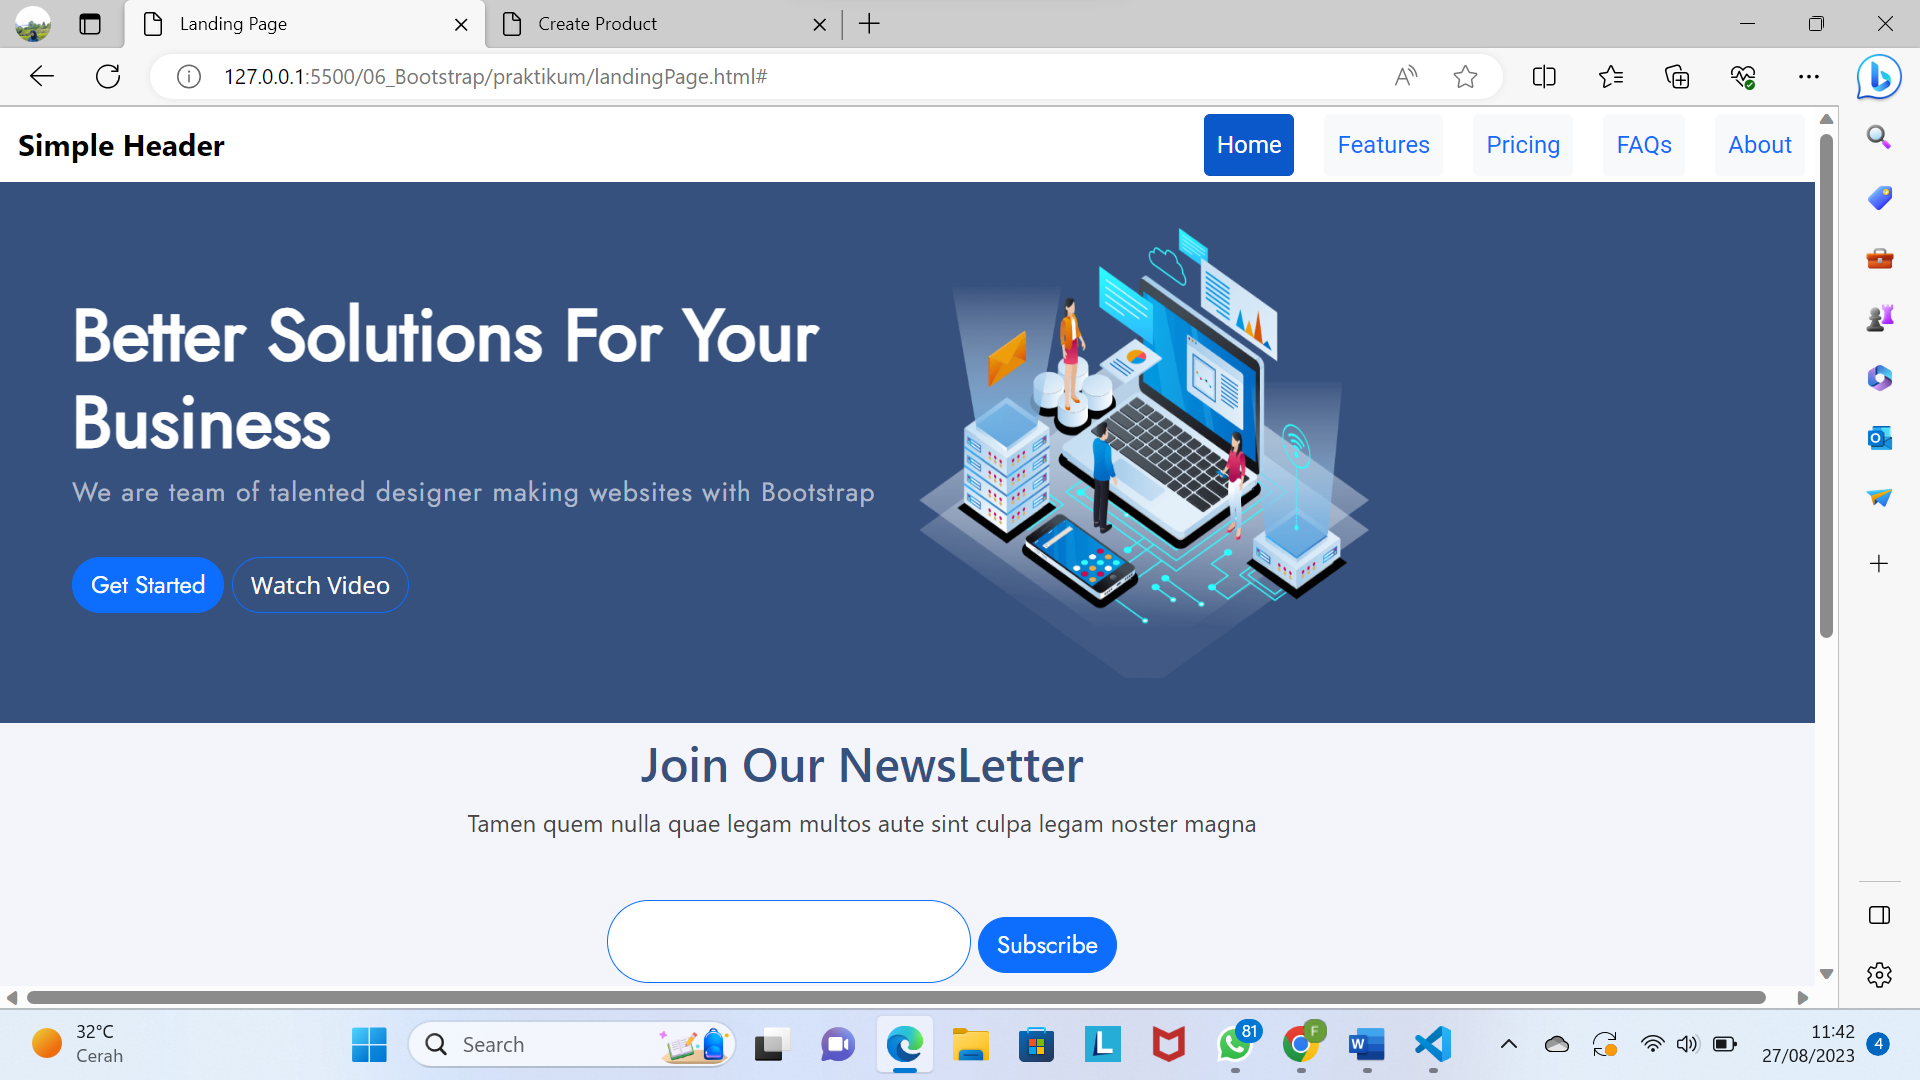 Landing Page
Create Product
127.0.0.1:5500/06_Bootstrap/praktikum/landingPage.html#
Simple Header
Home
Features
Pricing
FAQs
About
Better Solutions For Your
Business
We are team of talented designer making websites with Bootstrap
Get Started
Watch Video
Join Our NewsLetter
Tamen quem nulla quae legam multos aute sint culpa legam noster magna
Subscribe
32°C
Cerah
Search
81
F
11:42
27/08/2023
4